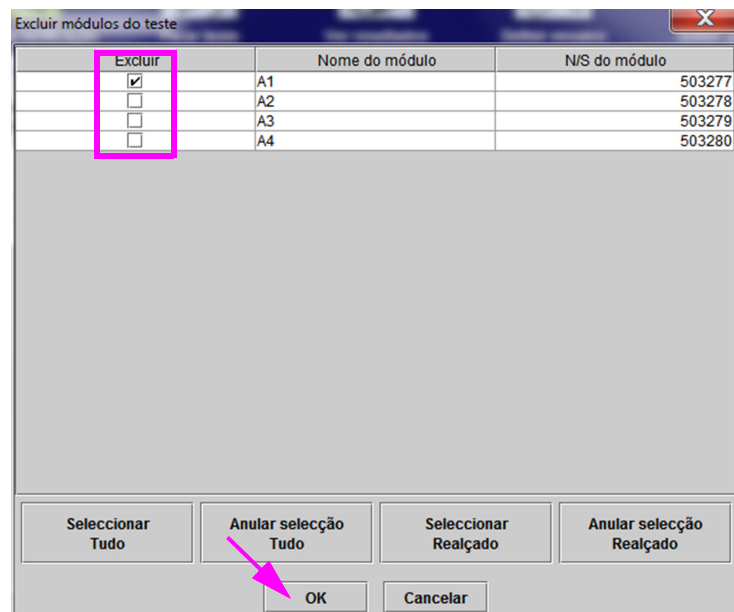 Excluir módulos do teste
Excluir Nome do módulo N/S do módulo
A1 503277
A2 503278
A3 503279
A4 503280
Seleccionar Tudo
Anular selecção Tudo
Seleccionar Realçado
Anular selecção Realçado
OK Cancelar